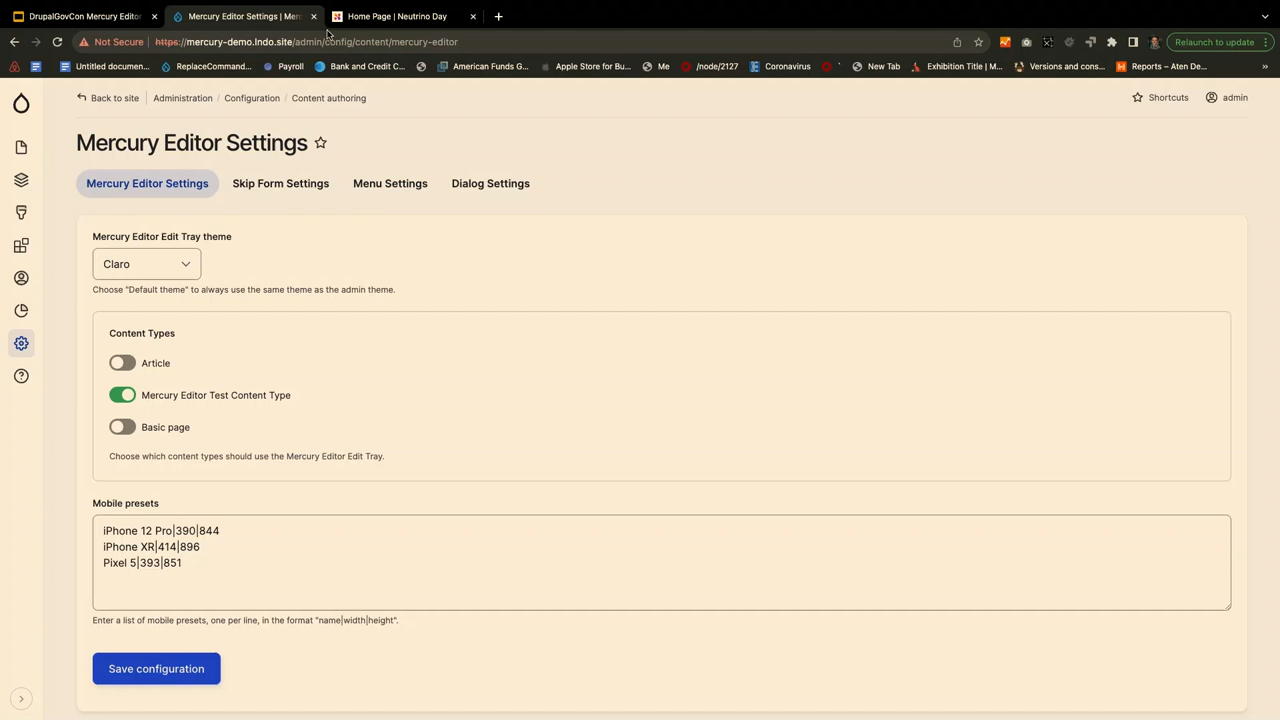 DrupalGovCon Mercury Editor
Mercury Editor Settings | Mer
Home Page | Neutrino Day
Not Secure
https://mercury-demo.lndo.site/admin/config/content/mercury-editor
Relaunch to update
Untitled documen...
ReplaceCommand...
Payroll
Bank and Credit C...
American Funds G...
Apple Store for Bu...
Me
/node/2127
Coronavirus
New Tab
Exhibition Title | M...
Versions and cons...
Reports – Aten De...
»
Back to site
Administration / Configuration / Content authoring
Shortcuts
admin
Mercury Editor Settings
Mercury Editor Settings
Skip Form Settings
Menu Settings
Dialog Settings
Mercury Editor Edit Tray theme
Claro
Choose "Default theme" to always use the same theme as the admin theme.
Content Types
Article
Mercury Editor Test Content Type
Basic page
Choose which content types should use the Mercury Editor Edit Tray.
Mobile presets
iPhone 12 Pro|390|844
iPhone XR|414|896
Pixel 5|393|851
Enter a list of mobile presets, one per line, in the format "name|width|height".
Save configuration